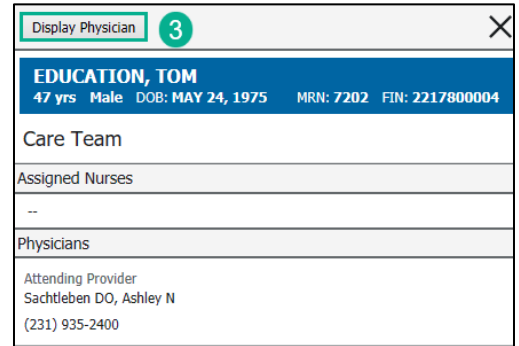 Display Physician 3
EDUCATION, TOM
47 yrs Male DOB: MAY 24, 1975 MRN: 7202 FIN: 2217800004
Care Team
Assigned Nurses
--
Physicians
Attending Provider
Sachtleben DO, Ashley N
(231) 935-2400